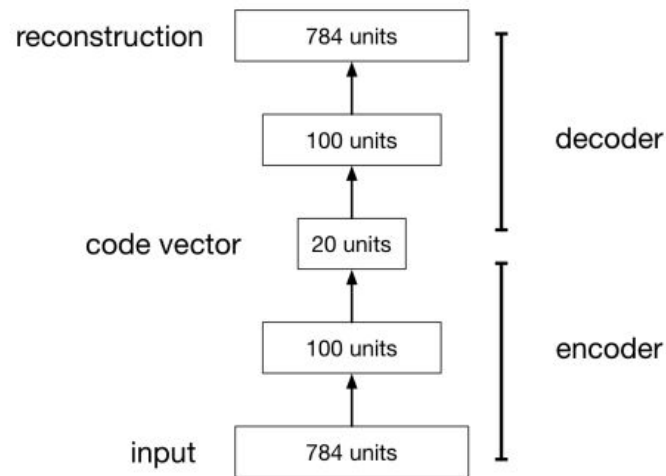 reconstruction
784 units
100 units
decoder
code vector
20 units
100 units
encoder
input
784 units